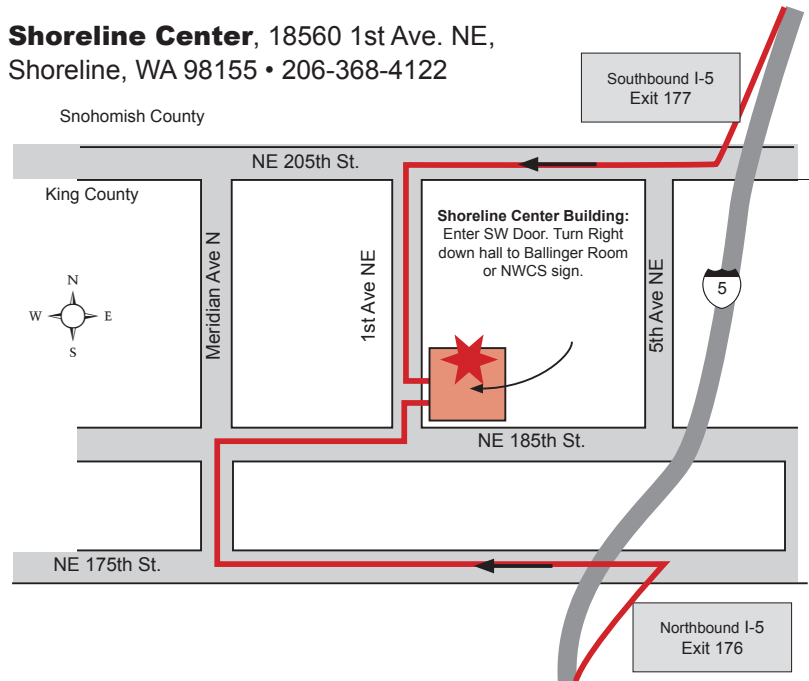 Shoreline Center, 18560 1st Ave. NE,
Shoreline, WA 98155 • 206-368-4122
Southbound I-5
Exit 177
Snohomish County
NE 205th St.
King County
Shoreline Center Building:
Enter SW Door. Turn Right
down hall to Ballinger Room
or NWCS sign.
Meridian Ave N
1st Ave NE
5th Ave NE
5
N
W
E
S
NE 185th St.
NE 175th St.
Northbound I-5
Exit 176